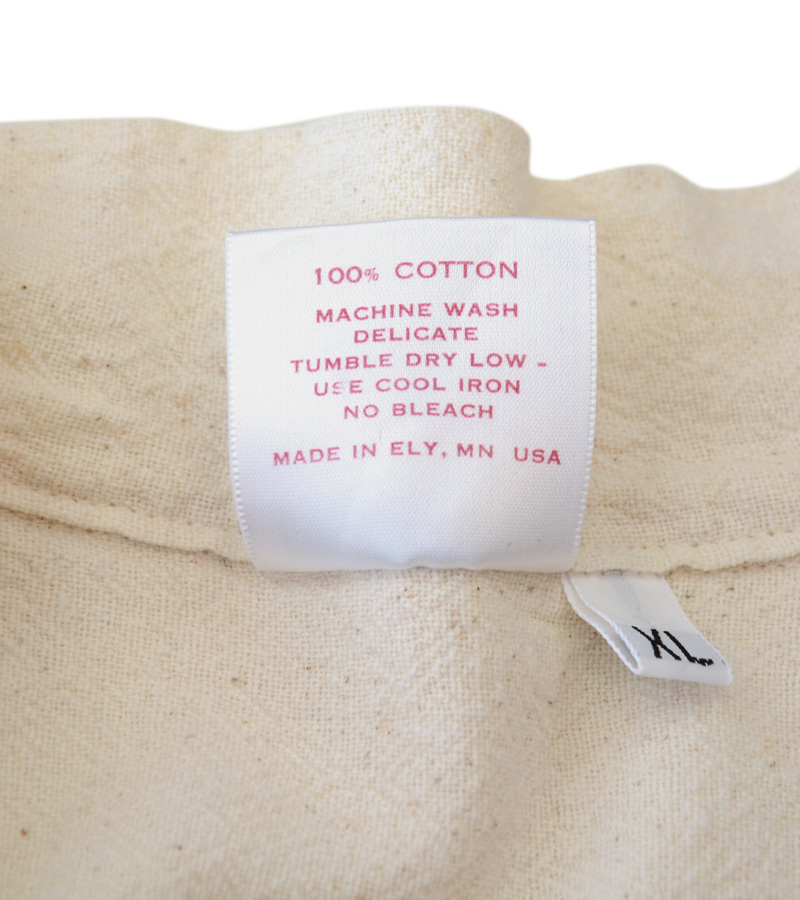 100% COTTON
MACHINE WASH
DELICATE
TUMBLE DRY LOW -
USE COOL IRON
NO BLEACH
MADE IN ELY, MN USA
XL